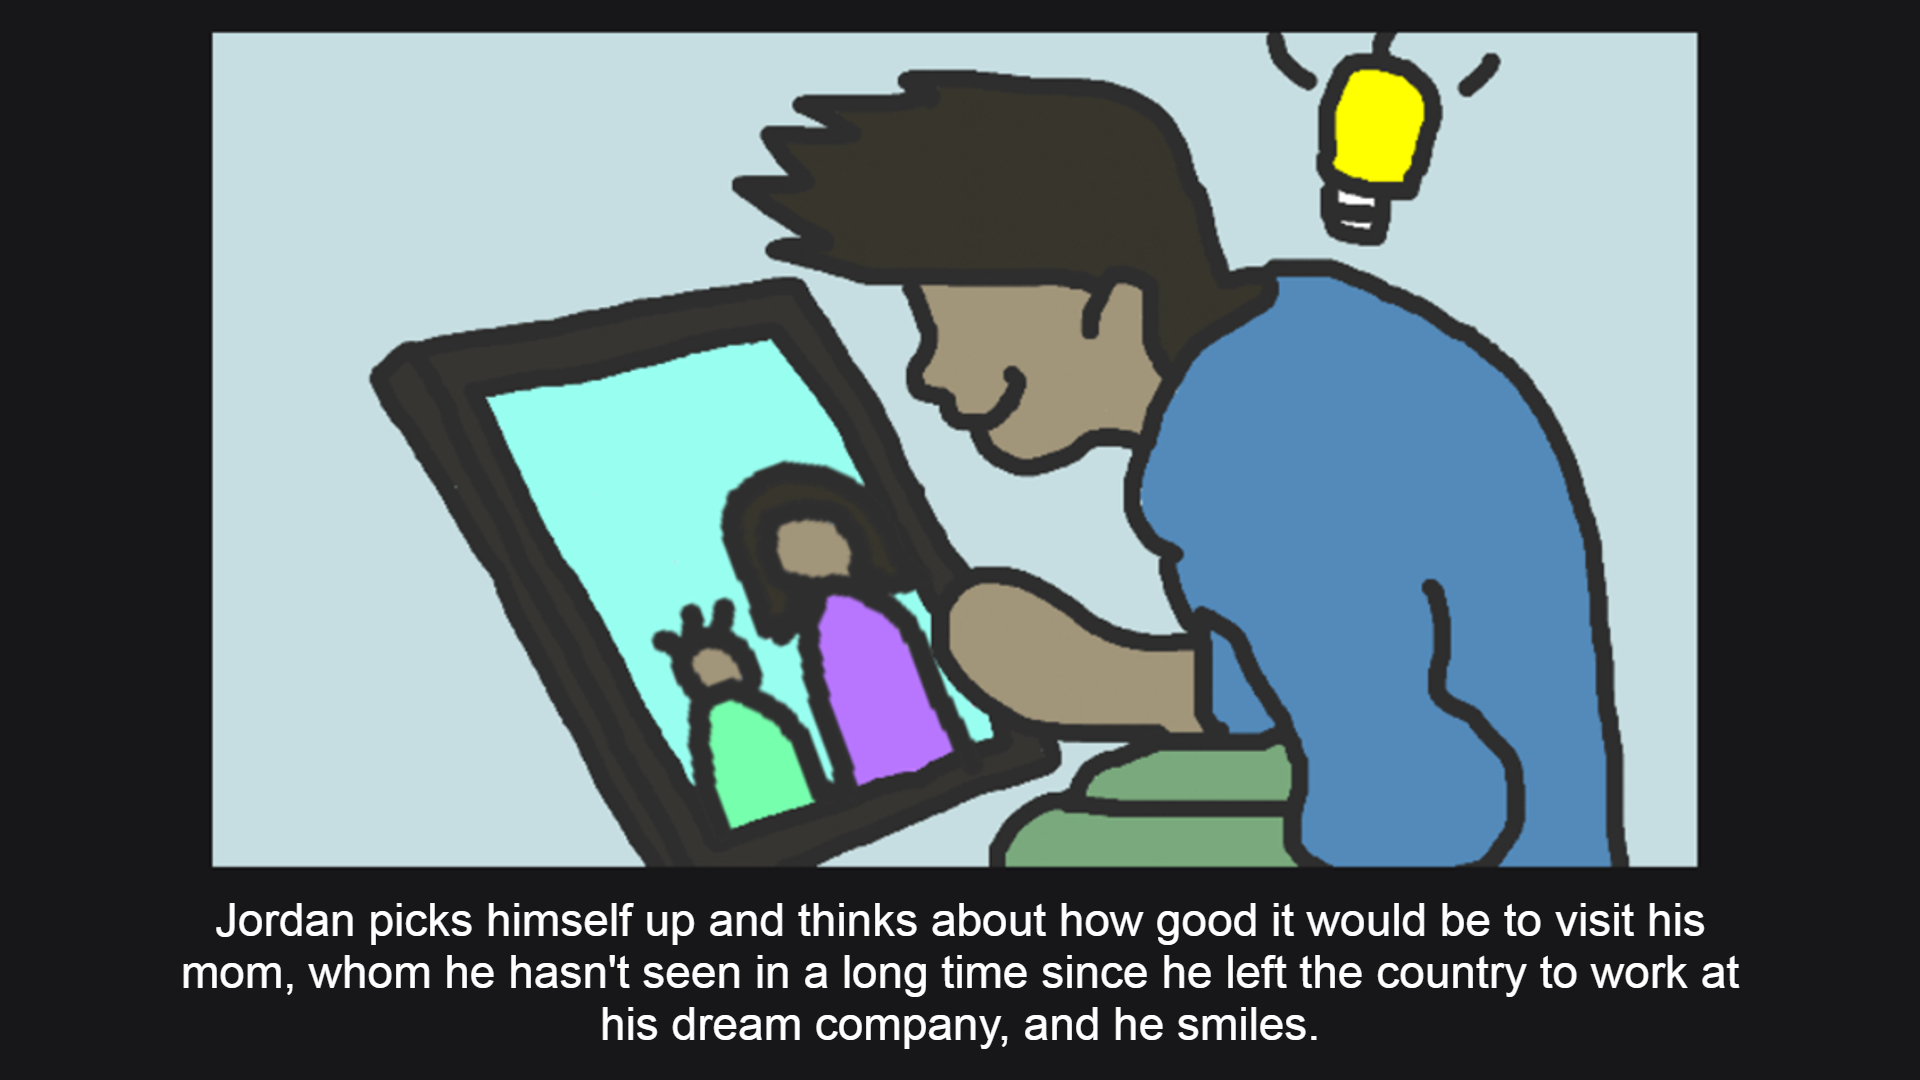 Jordan picks himself up and thinks about how good it would be to visit his
mom, whom he hasn't seen in a long time since he left the country to work at
his dream company, and he smiles.